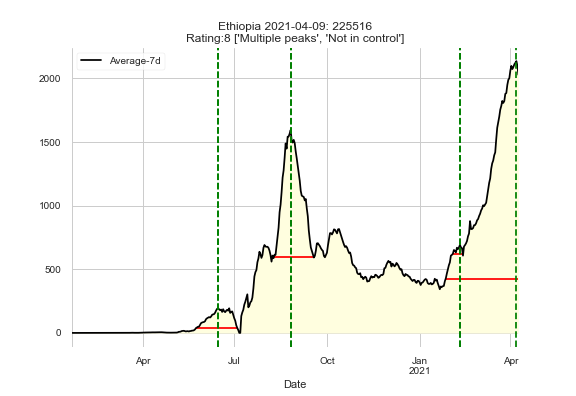 Ethiopia 2021-04-09: 225516
Rating:8 ['Multiple peaks', 'Not in control']
Average-7d
2000
1500
1000
500
0
Apr
Jul
Oct
Jan
2021
Apr
Date